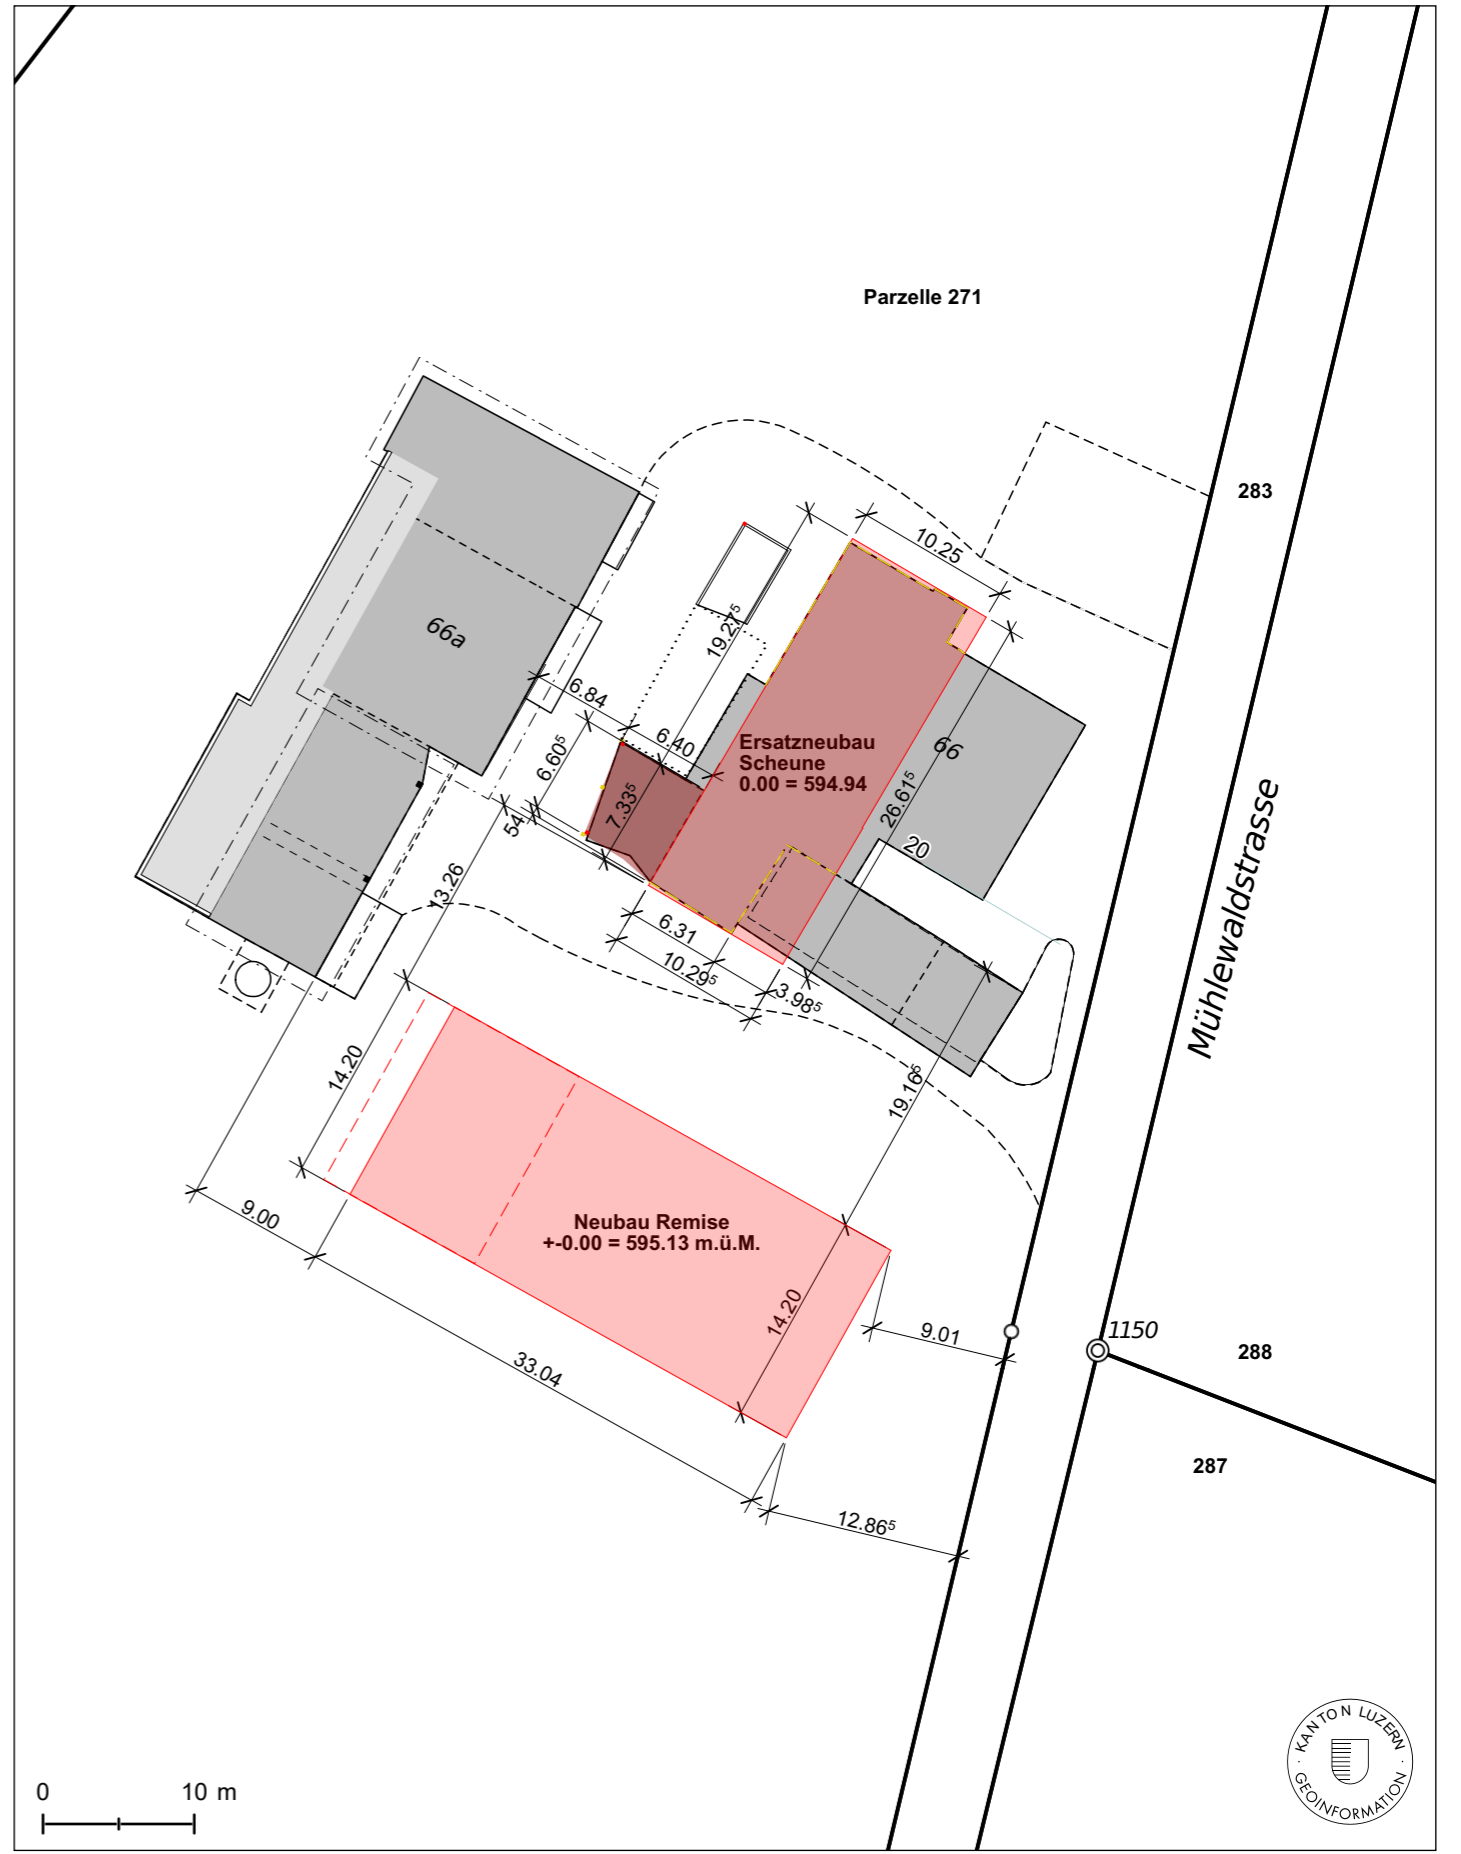 Parzelle 271
283
10.25
66a
19.27⁵
6.84
6.40
6.60⁵
Ersatzneubau
Scheune
0.00 = 594.94
66
7.33⁵
26.61⁵
54
20
13.26
6.31
10.29⁵
3.98⁵
Mühlewaldstrasse
14.20
19.16⁵
9.00
Neubau Remise
+-0.00 = 595.13 m.ü.M.
14.20
9.01
1150
288
33.04
287
12.86⁵
0 10 m
KANTON LUZERN
GEOINFORMATION